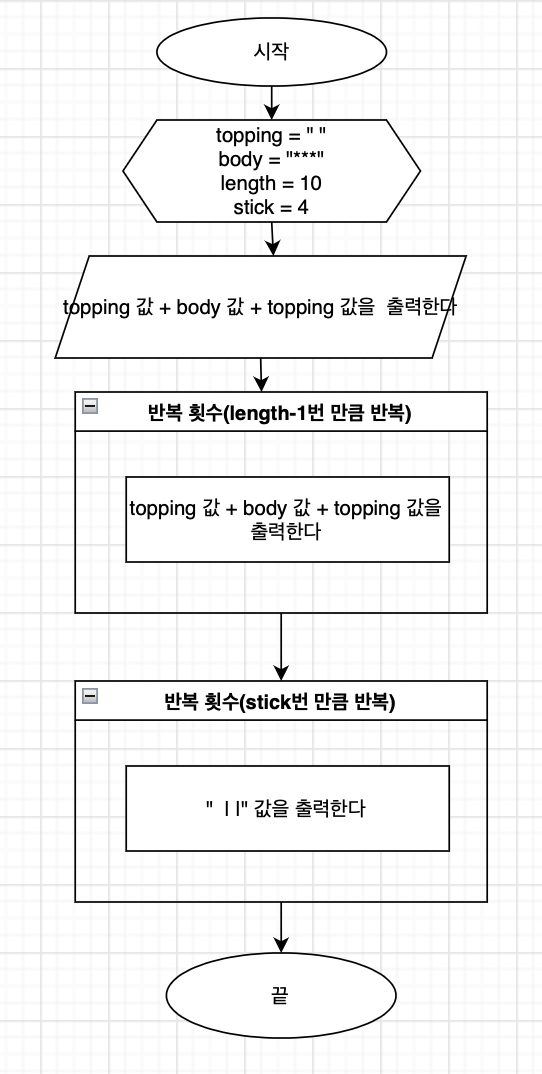 시작
topping = " "
body = "***"
length = 10
stick = 4
topping 값 + body 값 + topping 값을  출력한다
반복 횟수(length-1번 만큼 반복)
topping 값 + body 값 + topping 값을
출력한다
반복 횟수(stick번 만큼 반복)
"  ㅣㅣ" 값을 출력한다
끝